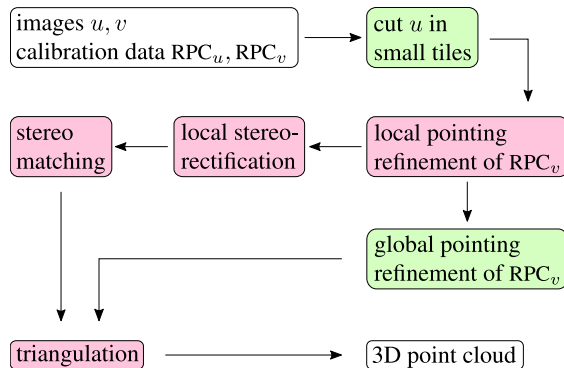 images u, v
calibration data RPC_u, RPC_v
cut u in
small tiles
stereo
matching
local stereo-
rectification
local pointing
refinement of RPC_v
global pointing
refinement of RPC_v
triangulation
3D point cloud